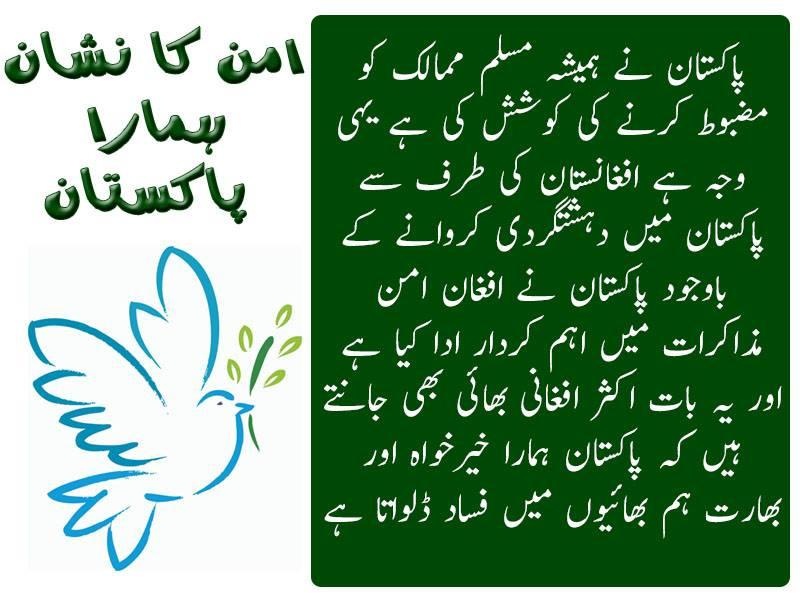 امن کا نشان
ہمارا
پاکستان
پاکستان نے ہمیشہ مسلم ممالک کو
مضبوط کرنے کی کوشش کی ہے یہی
وجہ ہے افغانستان کی طرف سے
پاکستان میں دہشتگردی کروانے کے
باوجود پاکستان نے افغان امن
مذاکرات میں اہم کردار ادا کیا ہے
اور یہ بات اکثر افغانی بھائی بھی جانتے
ہیں کہ پاکستان ہمارا خیرخواہ اور
بھارت ہم بھائیوں میں فساد ڈلواتا ہے